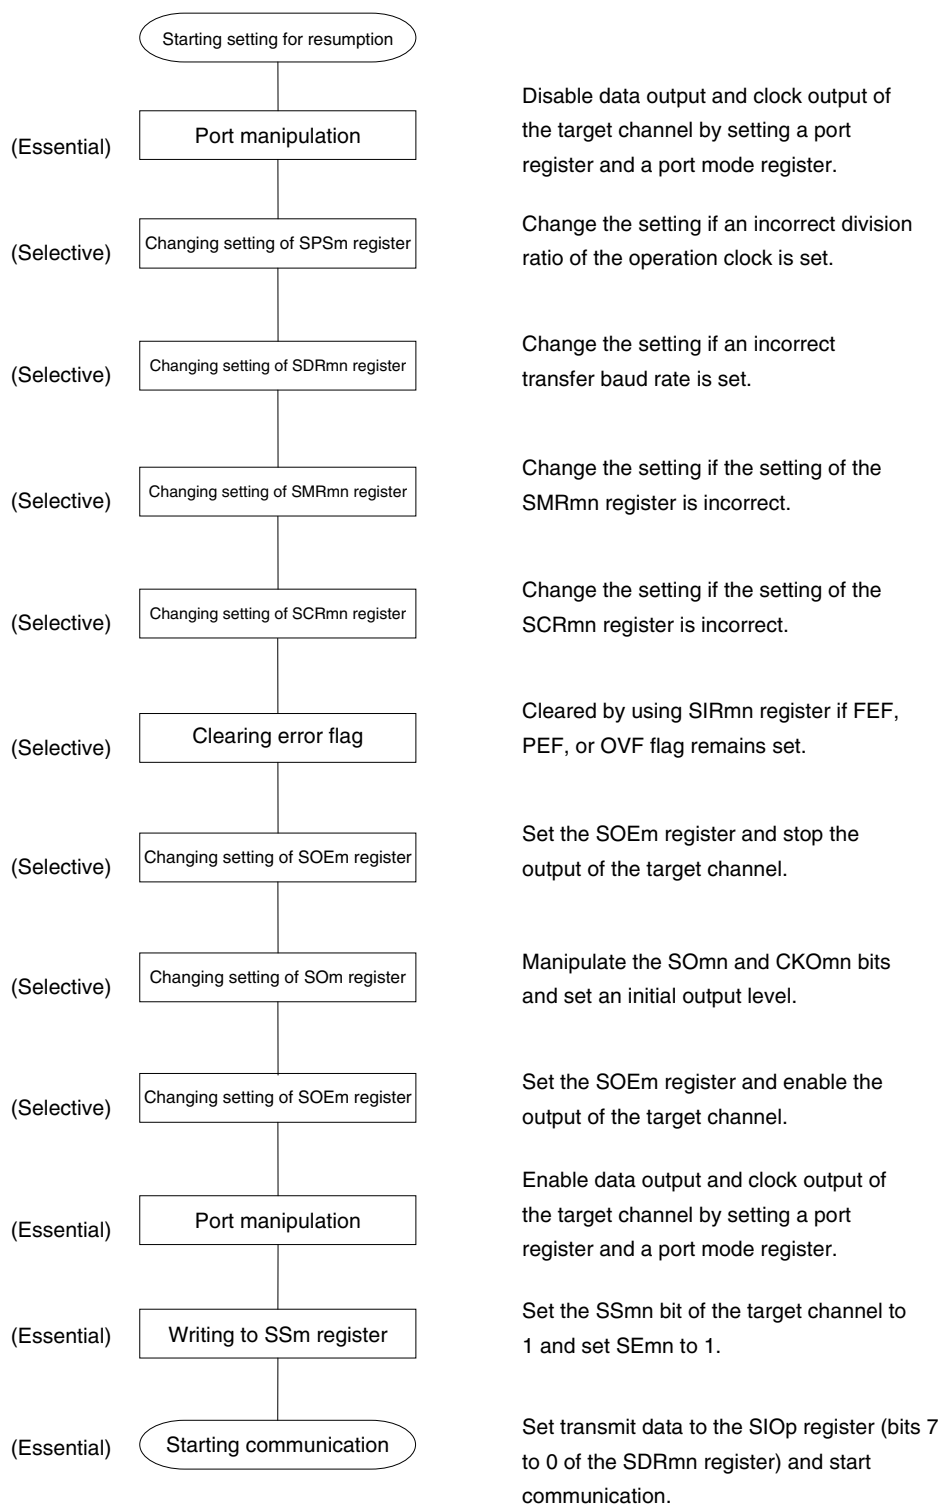 Starting setting for resumption
(Essential)
Port manipulation
Disable data output and clock output of
the target channel by setting a port
register and a port mode register.
(Selective)
Changing setting of SPSm register
Change the setting if an incorrect division
ratio of the operation clock is set.
(Selective)
Changing setting of SDRmn register
Change the setting if an incorrect
transfer baud rate is set.
(Selective)
Changing setting of SMRmn register
Change the setting if the setting of the
SMRmn register is incorrect.
(Selective)
Changing setting of SCRmn register
Change the setting if the setting of the
SCRmn register is incorrect.
(Selective)
Clearing error flag
Cleared by using SIRmn register if FEF,
PEF, or OVF flag remains set.
(Selective)
Changing setting of SOEm register
Set the SOEm register and stop the
output of the target channel.
(Selective)
Changing setting of SOm register
Manipulate the SOmn and CKOmn bits
and set an initial output level.
(Selective)
Changing setting of SOEm register
Set the SOEm register and enable the
output of the target channel.
(Essential)
Port manipulation
Enable data output and clock output of
the target channel by setting a port
register and a port mode register.
(Essential)
Writing to SSm register
Set the SSmn bit of the target channel to
1 and set SEmn to 1.
(Essential)
Starting communication
Set transmit data to the SIOp register (bits 7
to 0 of the SDRmn register) and start
communication.